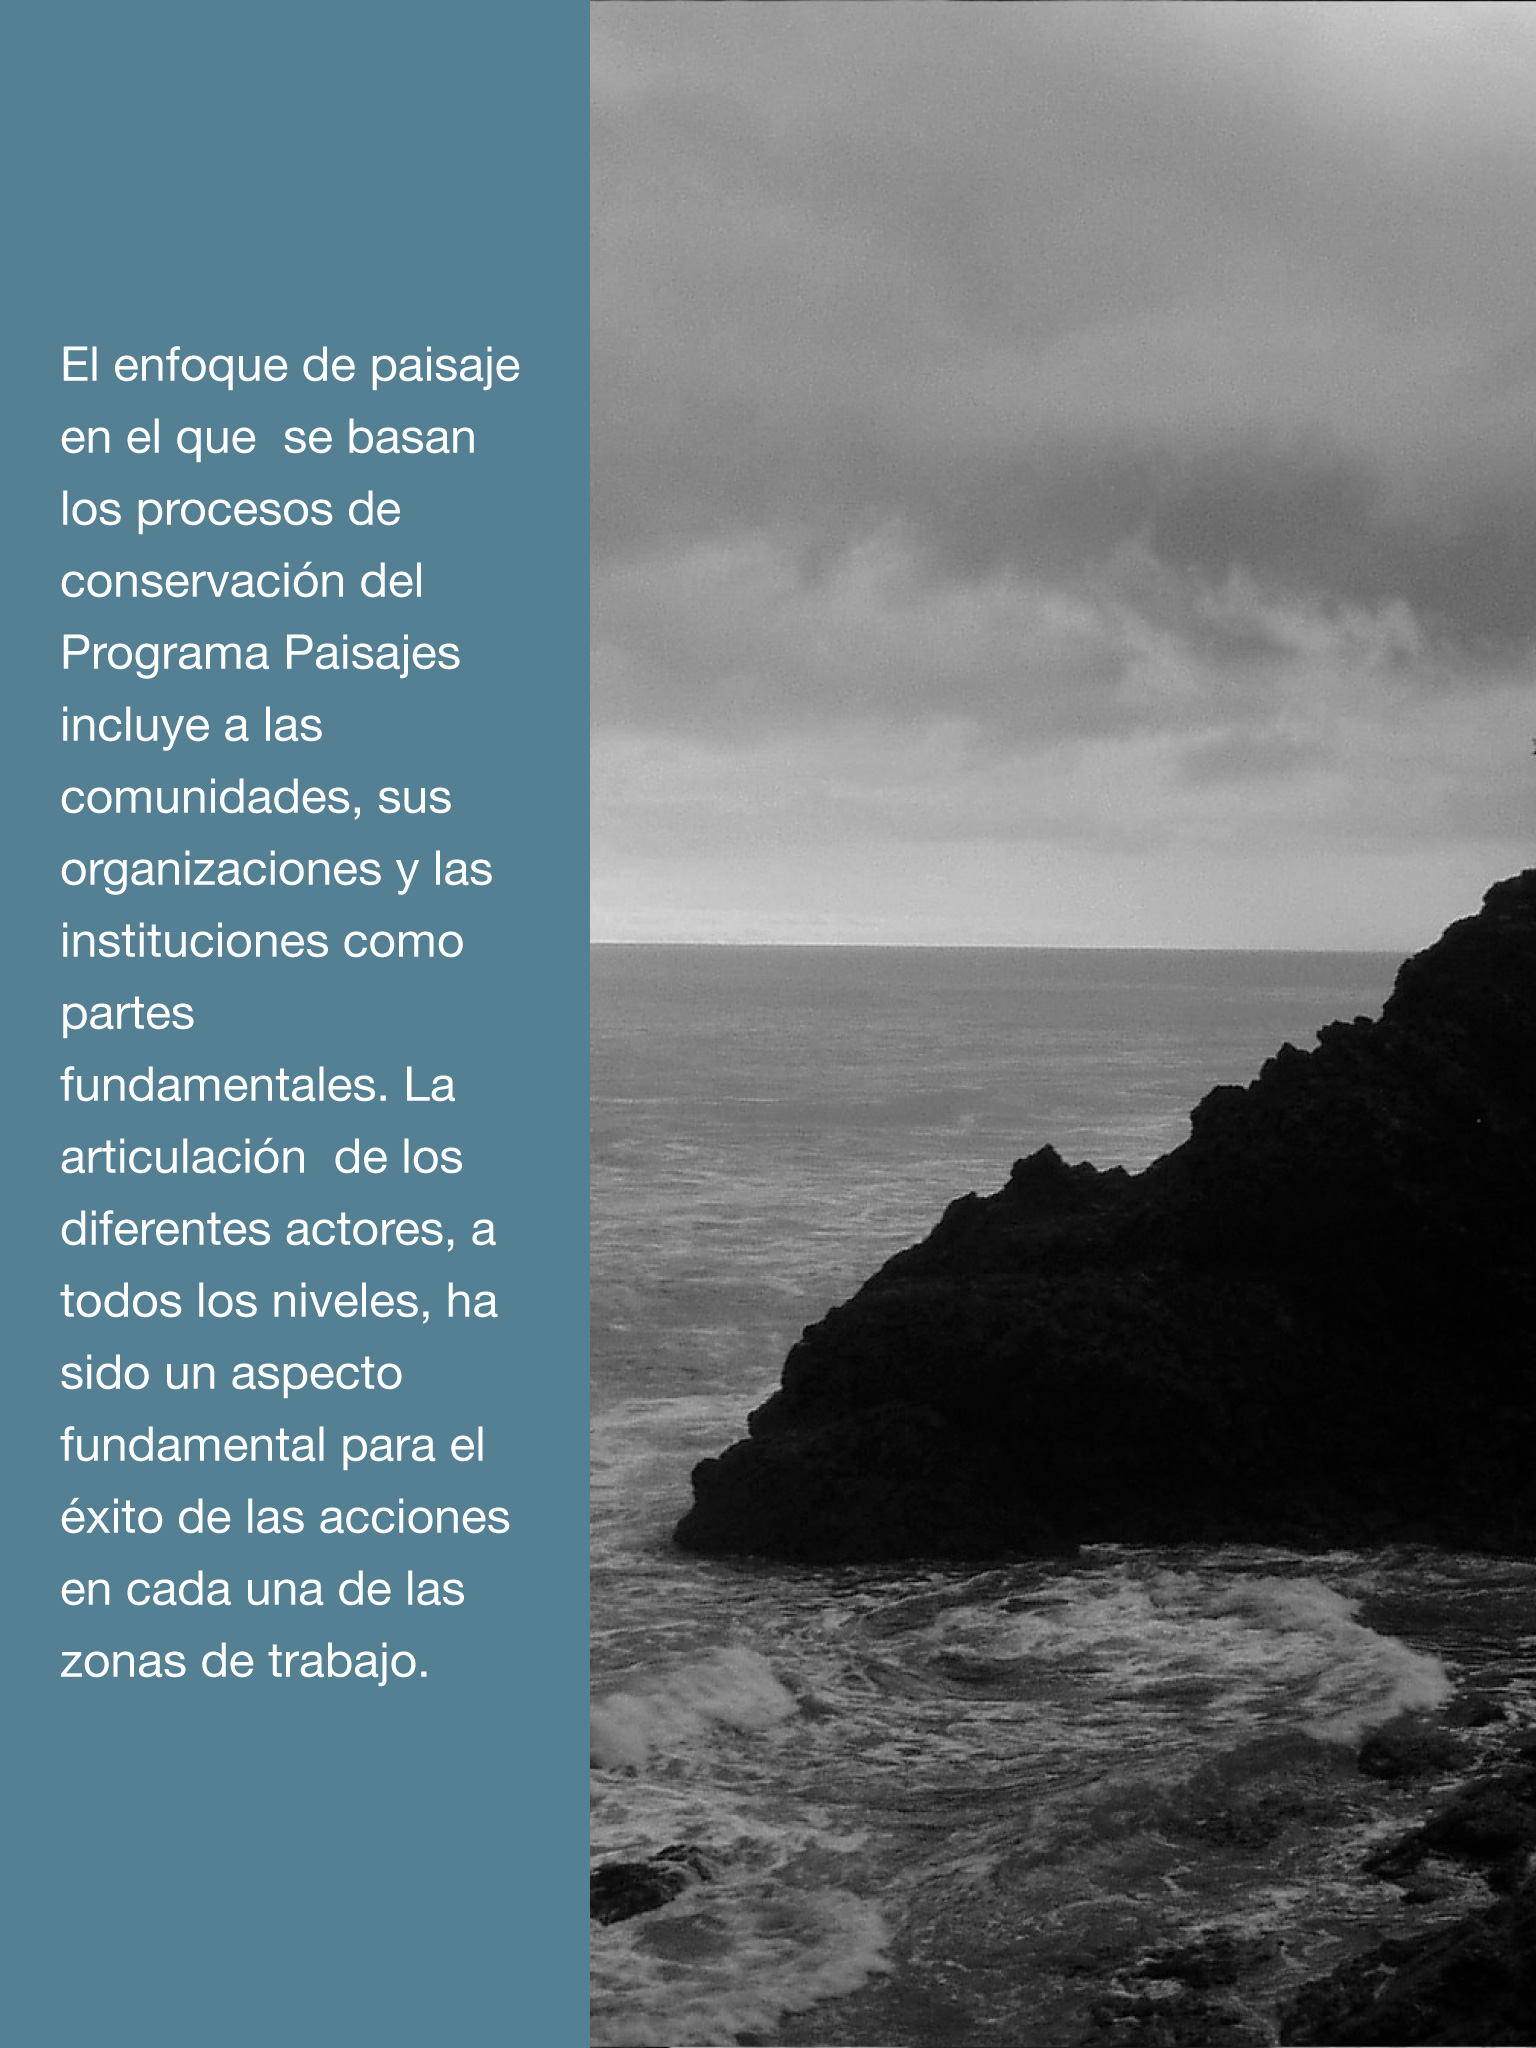 El enfoque de paisaje
en el que  se basan
los procesos de
conservación del
Programa Paisajes
incluye a las
comunidades, sus
organizaciones y las
instituciones como
partes
fundamentales. La
articulación  de los
diferentes actores, a
todos los niveles, ha
sido un aspecto
fundamental para el
éxito de las acciones
en cada una de las
zonas de trabajo.